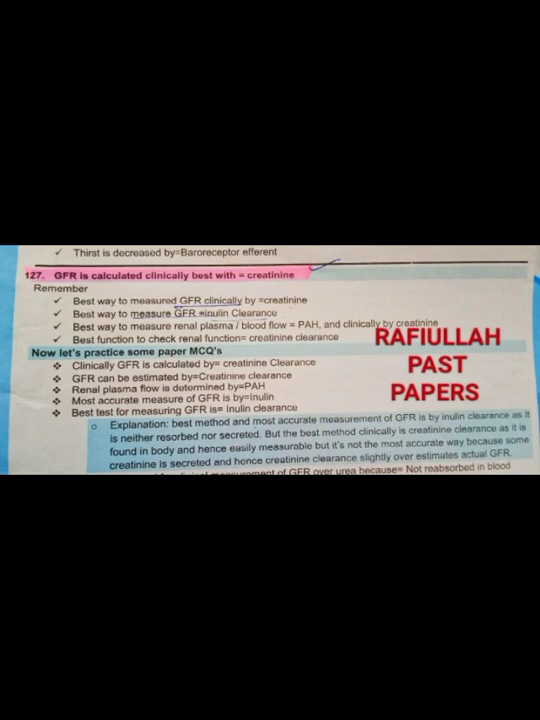 ✓ Thirst is decreased by=Baroreceptor efferent
127. GFR is calculated clinically best with = creatinine
Remember
✓ Best way to measured GFR clinically by =creatinine
✓ Best way to measure GFR =inulin Clearance
✓ Best way to measure renal plasma / blood flow = PAH, and clinically by creatinine
✓ Best function to check renal function= creatinine clearance
Now let's practice some paper MCQ's
❖ Clinically GFR is calculated by= creatinine Clearance
❖ GFR can be estimated by=Creatinine clearance
❖ Renal plasma flow is determined by=PAH
❖ Most accurate measure of GFR is by=Inulin
❖ Best test for measuring GFR is= Inulin clearance
o Explanation: best method and most accurate measurement of GFR is by inulin clearance as it
is neither resorbed nor secreted. But the best method clinically is creatinine clearance as it is
found in body and hence easily measurable but it's not the most accurate way because some
creatinine is secreted and hence creatinine clearance slightly over estimates actual GFR.
measurement of GFR over urea because= Not reabsorbed in blood
RAFIULLAH
PAST
PAPERS